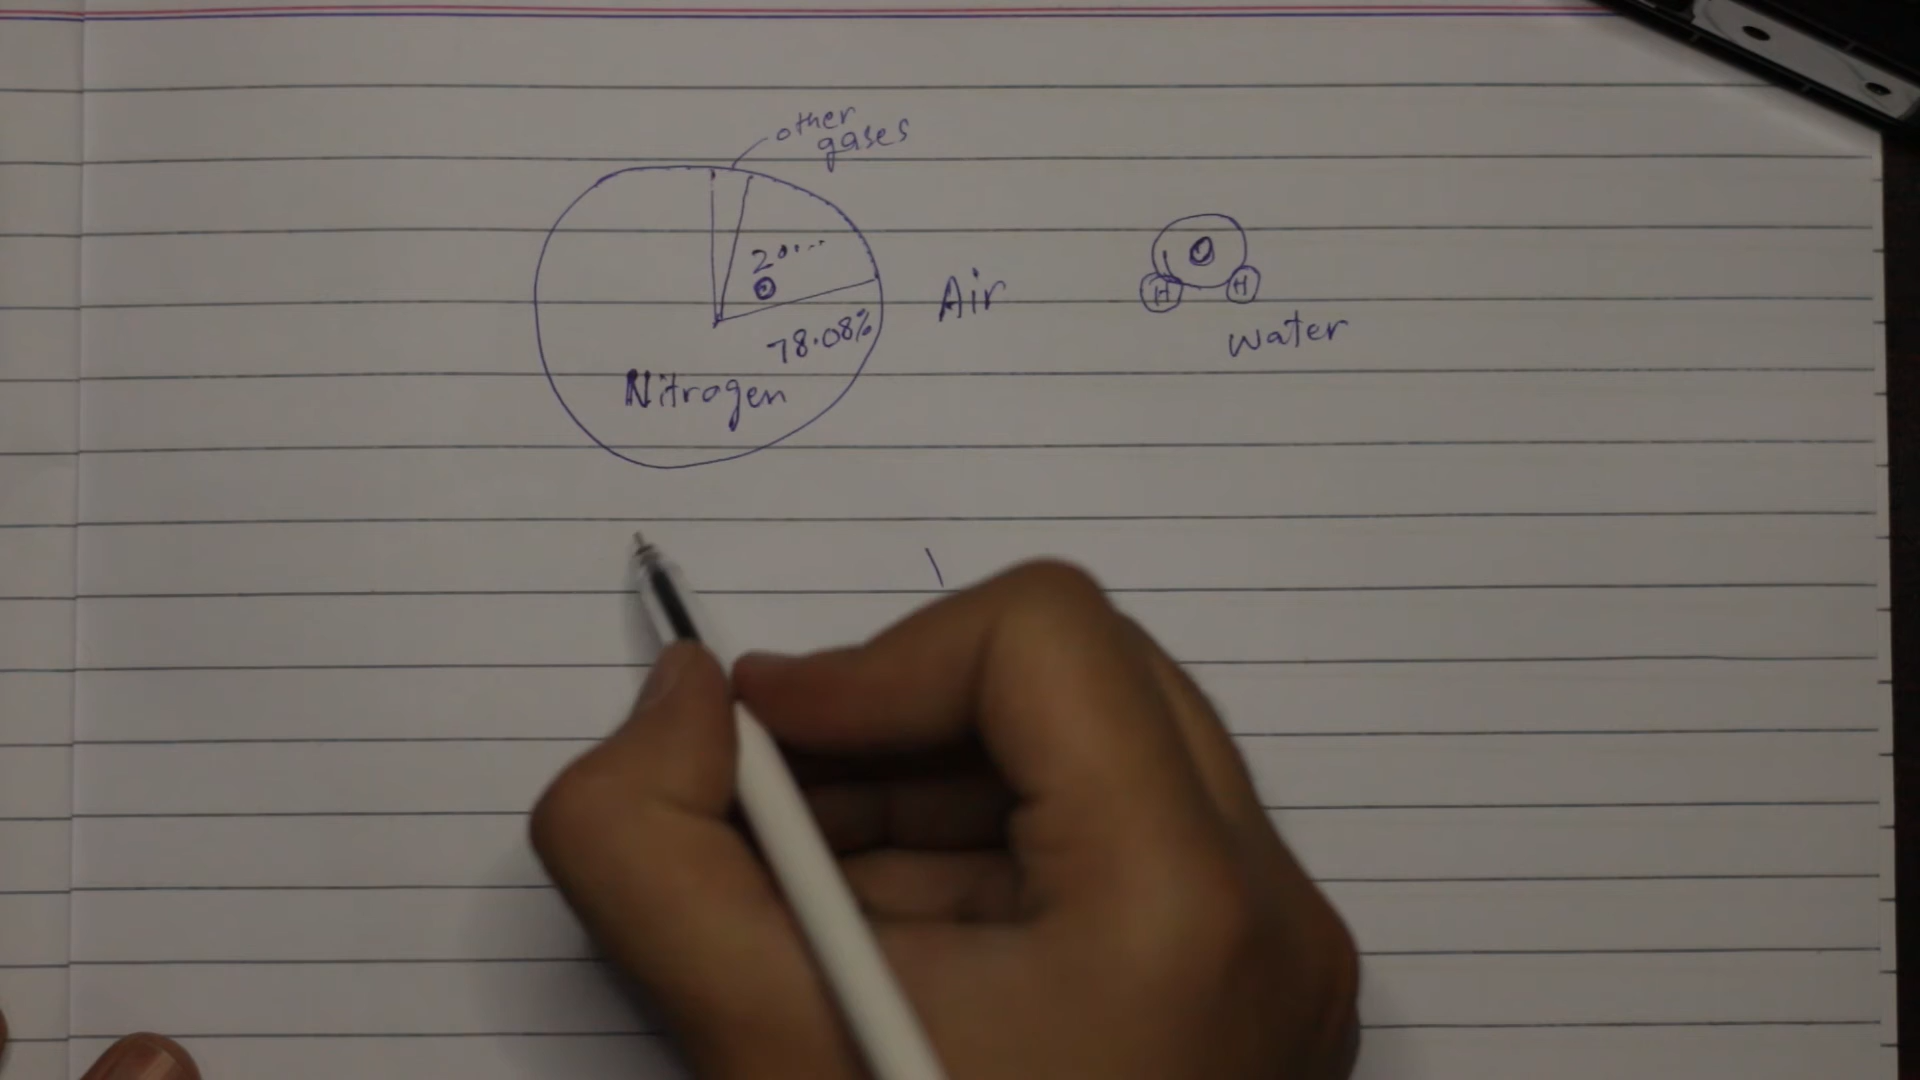 other
gases
20...
O
78.08%
Nitrogen
Air
O
H H
Water